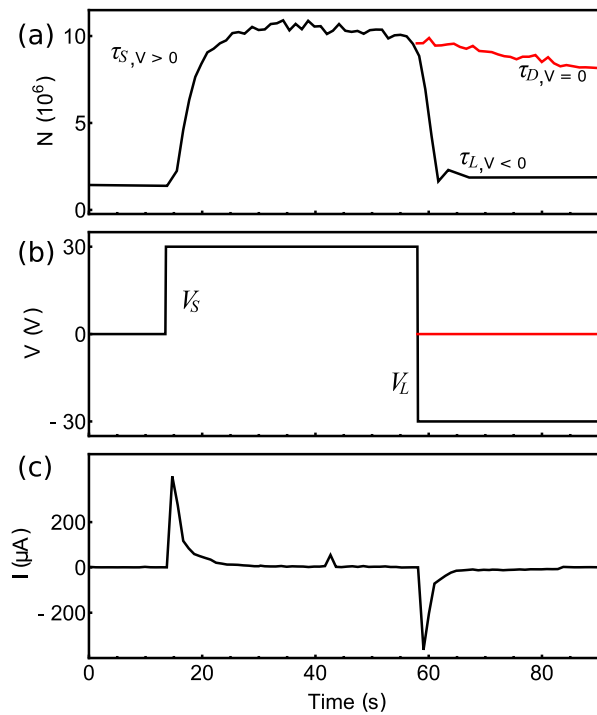 (a)
N (10⁶)
10
5
0
τS,V > 0
τD,V = 0
τL,V < 0
(b)
V (V)
30
0
- 30
VS
VL
(c)
I (µA)
200
0
- 200
0 20 40 60 80
Time (s)